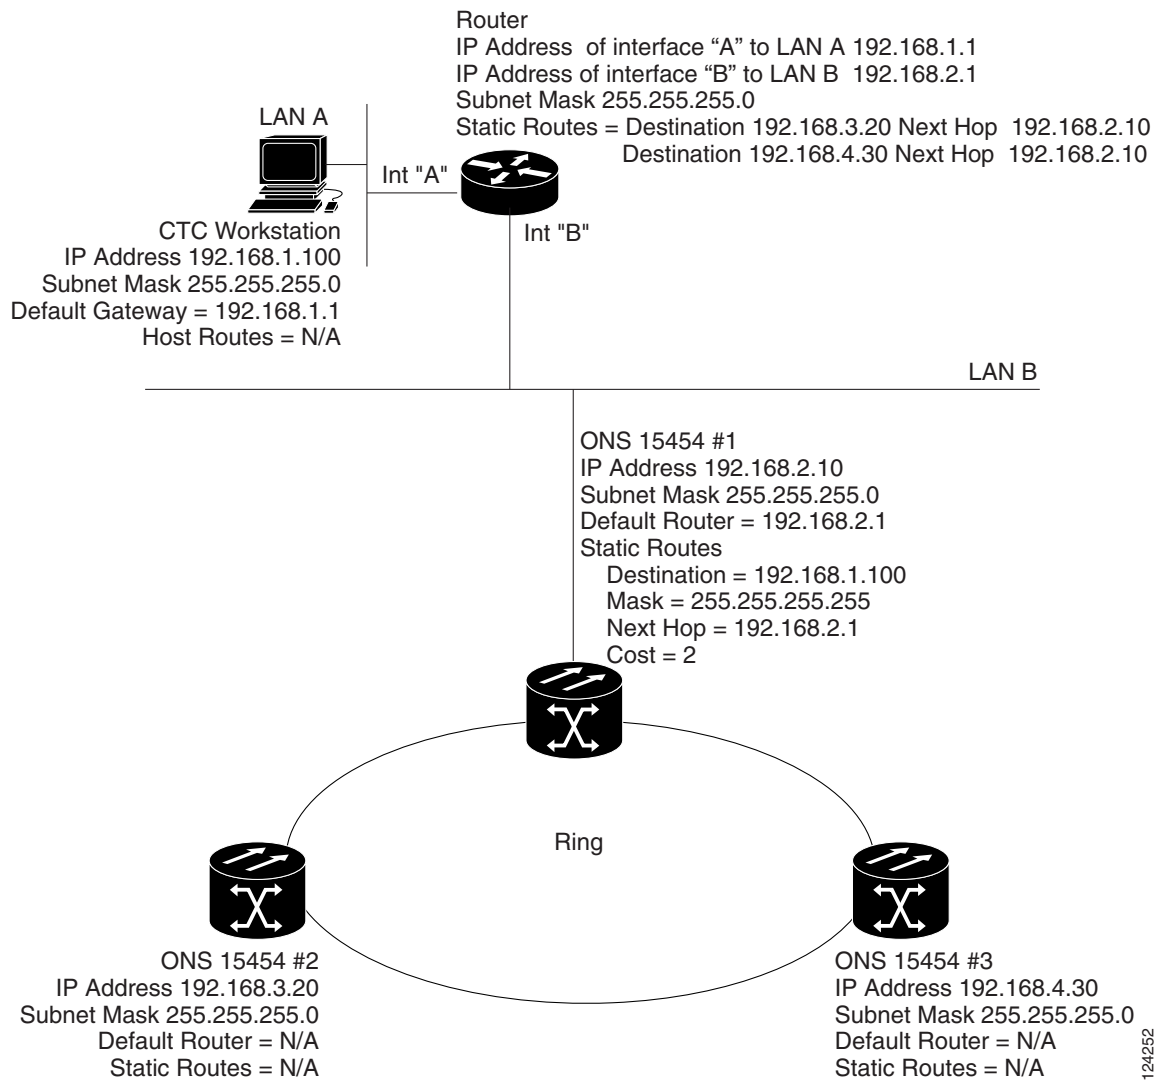 Router
IP Address of interface “A” to LAN A 192.168.1.1
IP Address of interface “B” to LAN B 192.168.2.1
Subnet Mask 255.255.255.0
Static Routes = Destination 192.168.3.20 Next Hop 192.168.2.10
Destination 192.168.4.30 Next Hop 192.168.2.10
LAN A
Int "A"
Int "B"
CTC Workstation
IP Address 192.168.1.100
Subnet Mask 255.255.255.0
Default Gateway = 192.168.1.1
Host Routes = N/A
LAN B
ONS 15454 #1
IP Address 192.168.2.10
Subnet Mask 255.255.255.0
Default Router = 192.168.2.1
Static Routes
Destination = 192.168.1.100
Mask = 255.255.255.255
Next Hop = 192.168.2.1
Cost = 2
Ring
ONS 15454 #2
IP Address 192.168.3.20
Subnet Mask 255.255.255.0
Default Router = N/A
Static Routes = N/A
ONS 15454 #3
IP Address 192.168.4.30
Subnet Mask 255.255.255.0
Default Router = N/A
Static Routes = N/A
124252